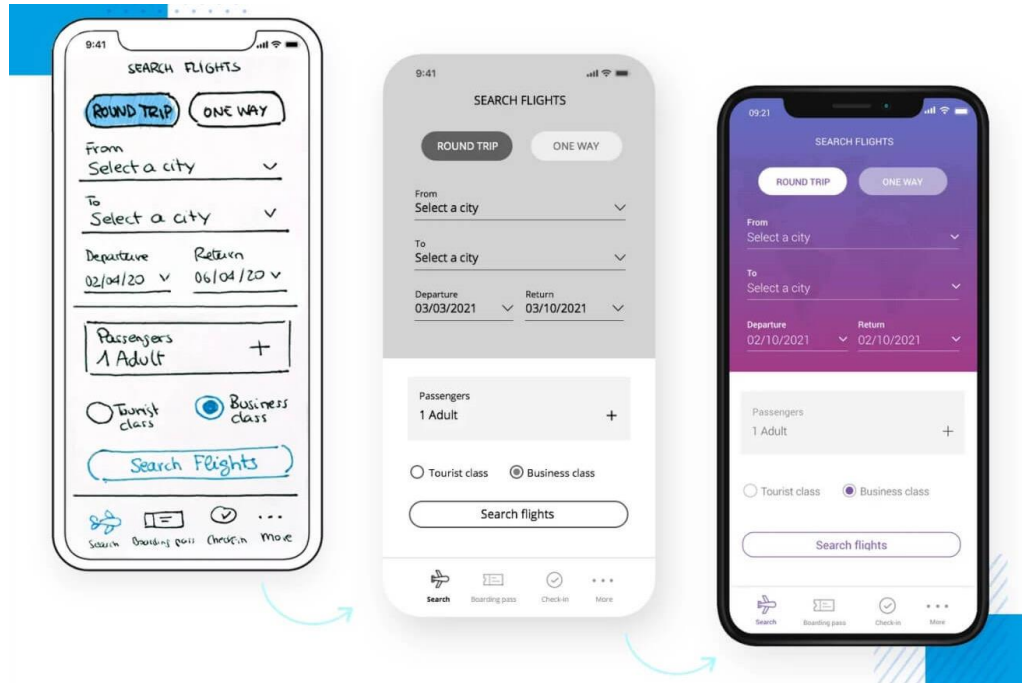 9:41
SEARCH FLIGHTS
ROUND TRIP ONE WAY
From
Select a city
To
Select a city
Departure Return
02/04/20 06/04/20
Passengers
1 Adult +
Tourist class Business class
Search Flights
Search Boarding pass Check-in More
9:41
SEARCH FLIGHTS
ROUND TRIP ONE WAY
From
Select a city
To
Select a city
Departure Return
03/03/2021 03/10/2021
Passengers
1 Adult +
Tourist class Business class
Search flights
Search Boarding pass Check-in More
09:21
SEARCH FLIGHTS
ROUND TRIP ONE WAY
From
Select a city
To
Select a city
Departure Return
02/10/2021 02/10/2021
Passengers
1 Adult +
Tourist class Business class
Search flights
Search Boarding pass Check-in More